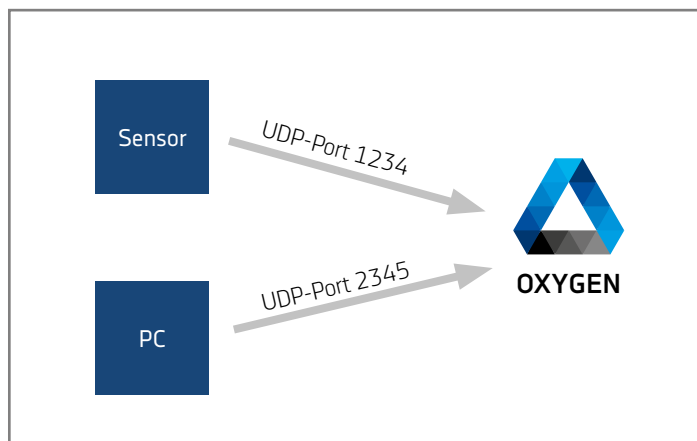 Sensor
UDP-Port 1234
UDP-Port 2345
OXYGEN
PC